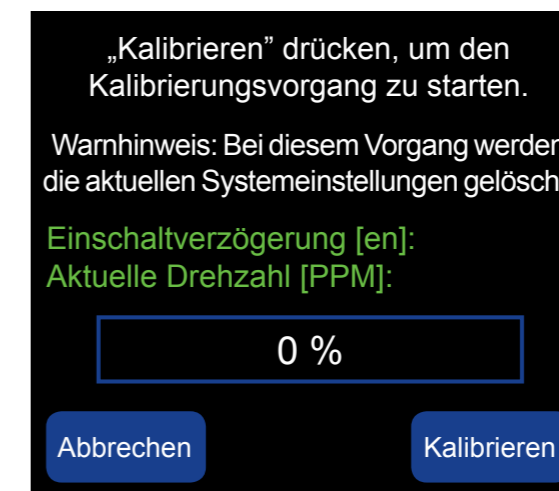 „Kalibrieren” drücken, um den
Kalibrierungsvorgang zu starten.
Warnhinweis: Bei diesem Vorgang werden
die aktuellen Systemeinstellungen gelösch
Einschaltverzögerung [en]:
Aktuelle Drehzahl [PPM]:
0 %
Abbrechen
Kalibrieren